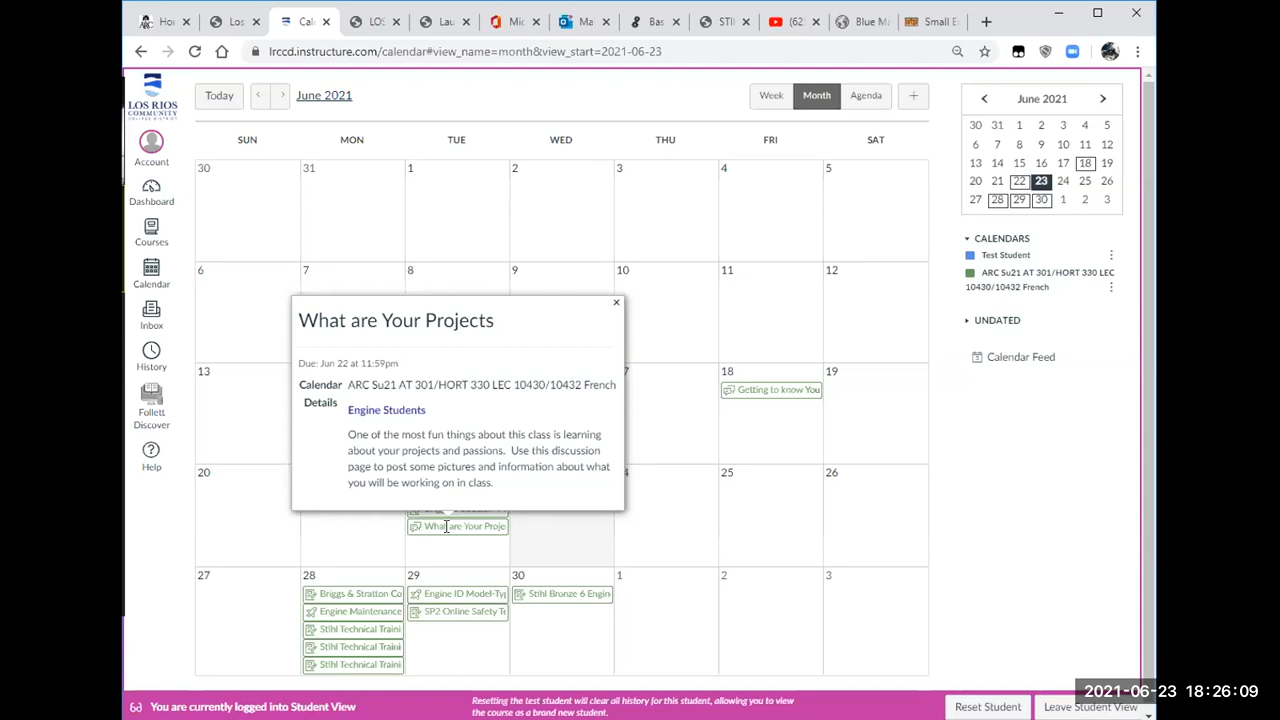 Ho
Los
Cal
LOS
Lau
Mic
Ma
Bas
STI
(62
Blue M
Small E
lrccd.instructure.com/calendar#view_name=month&view_start=2021-06-23
LOS RIOS
COMMUNITY
COLLEGE DISTRICT
Account
Dashboard
Courses
Calendar
Inbox
History
Follett
Discover
Help
Today
June 2021
Week
Month
Agenda
+
SUN
MON
TUE
WED
THU
FRI
SAT
30
31
1
2
3
4
5
6
7
8
9
10
11
12
13
7
18
19
Getting to know You
20
4
25
26
What are Your Proje
27
28
29
30
1
2
3
Briggs & Stratton Co
Engine ID Model-Ty
Stihl Bronze 6 Engin
Engine Maintenance
SP2 Online Safety Te
Stihl Technical Traini
Stihl Technical Traini
Stihl Technical Traini
What are Your Projects
Due: Jun 22 at 11:59pm
Calendar ARC Su21 AT 301/HORT 330 LEC 10430/10432 French
Details
Engine Students
One of the most fun things about this class is learning
about your projects and passions. Use this discussion
page to post some pictures and information about what
you will be working on in class.
June 2021
30 31 1 2 3 4 5
6 7 8 9 10 11 12
13 14 15 16 17 18 19
20 21 22 23 24 25 26
27 28 29 30 1 2 3
CALENDARS
Test Student
ARC Su21 AT 301/HORT 330 LEC
10430/10432 French
UNDATED
Calendar Feed
You are currently logged into Student View
Resetting the test student will clear all history for this student, allowing you to view
the course as a brand new student.
Reset Student
Leave Student View
2021-06-23 18:26:09